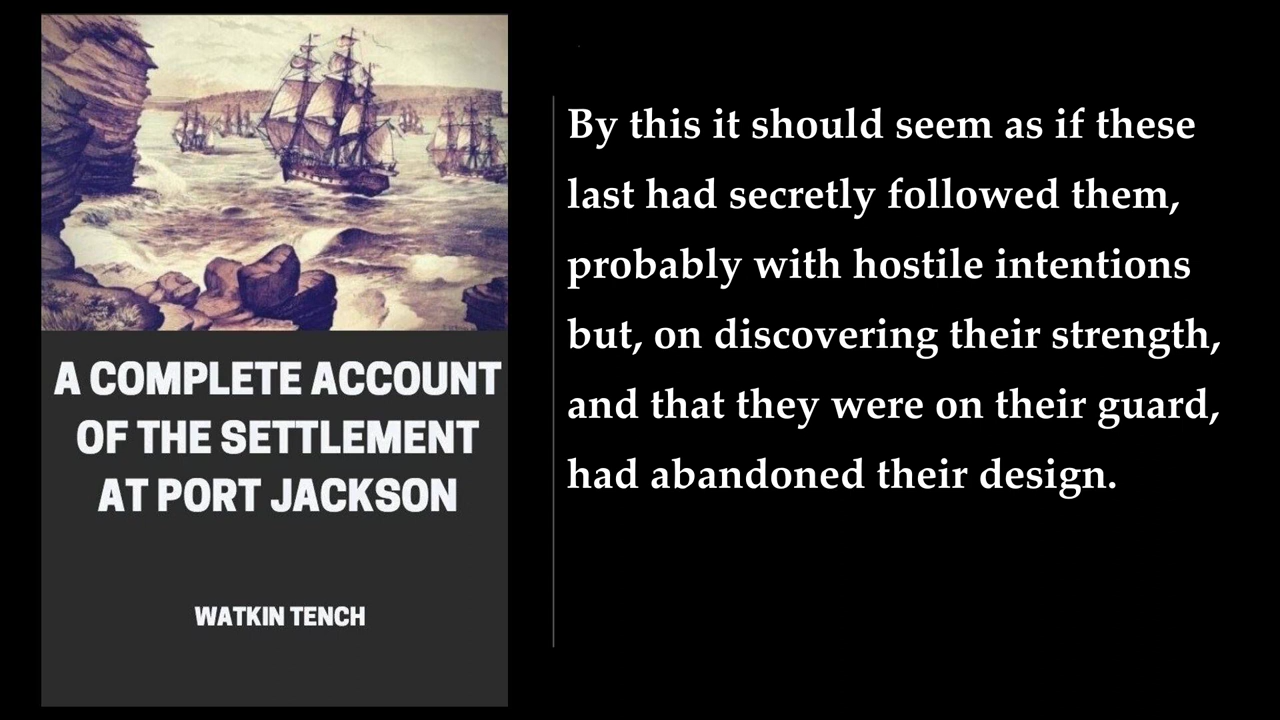 A COMPLETE ACCOUNT
OF THE SETTLEMENT
AT PORT JACKSON
WATKIN TENCH
By this it should seem as if these
last had secretly followed them,
probably with hostile intentions
but, on discovering their strength,
and that they were on their guard,
had abandoned their design.